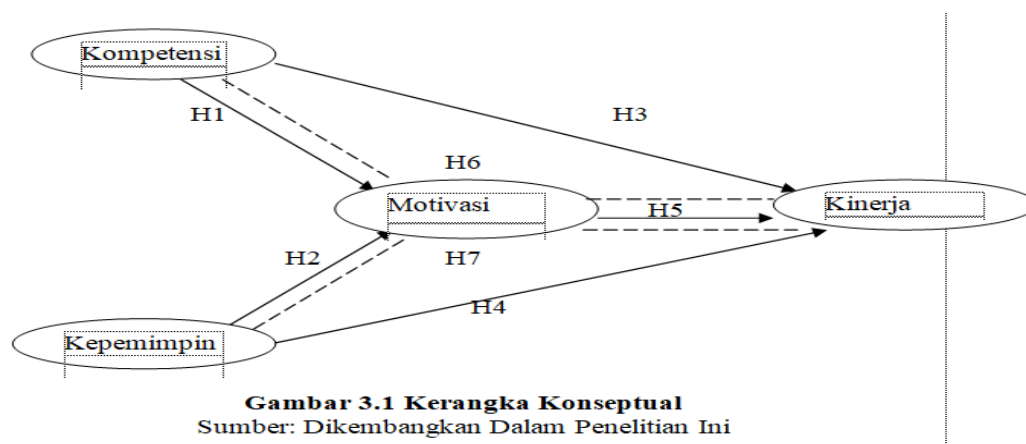 Kompetensi
H1
H3
H6
Motivasi
H5
Kinerja
H2
H7
H4
Kepemimpin
Gambar 3.1 Kerangka Konseptual
Sumber: Dikembangkan Dalam Penelitian Ini